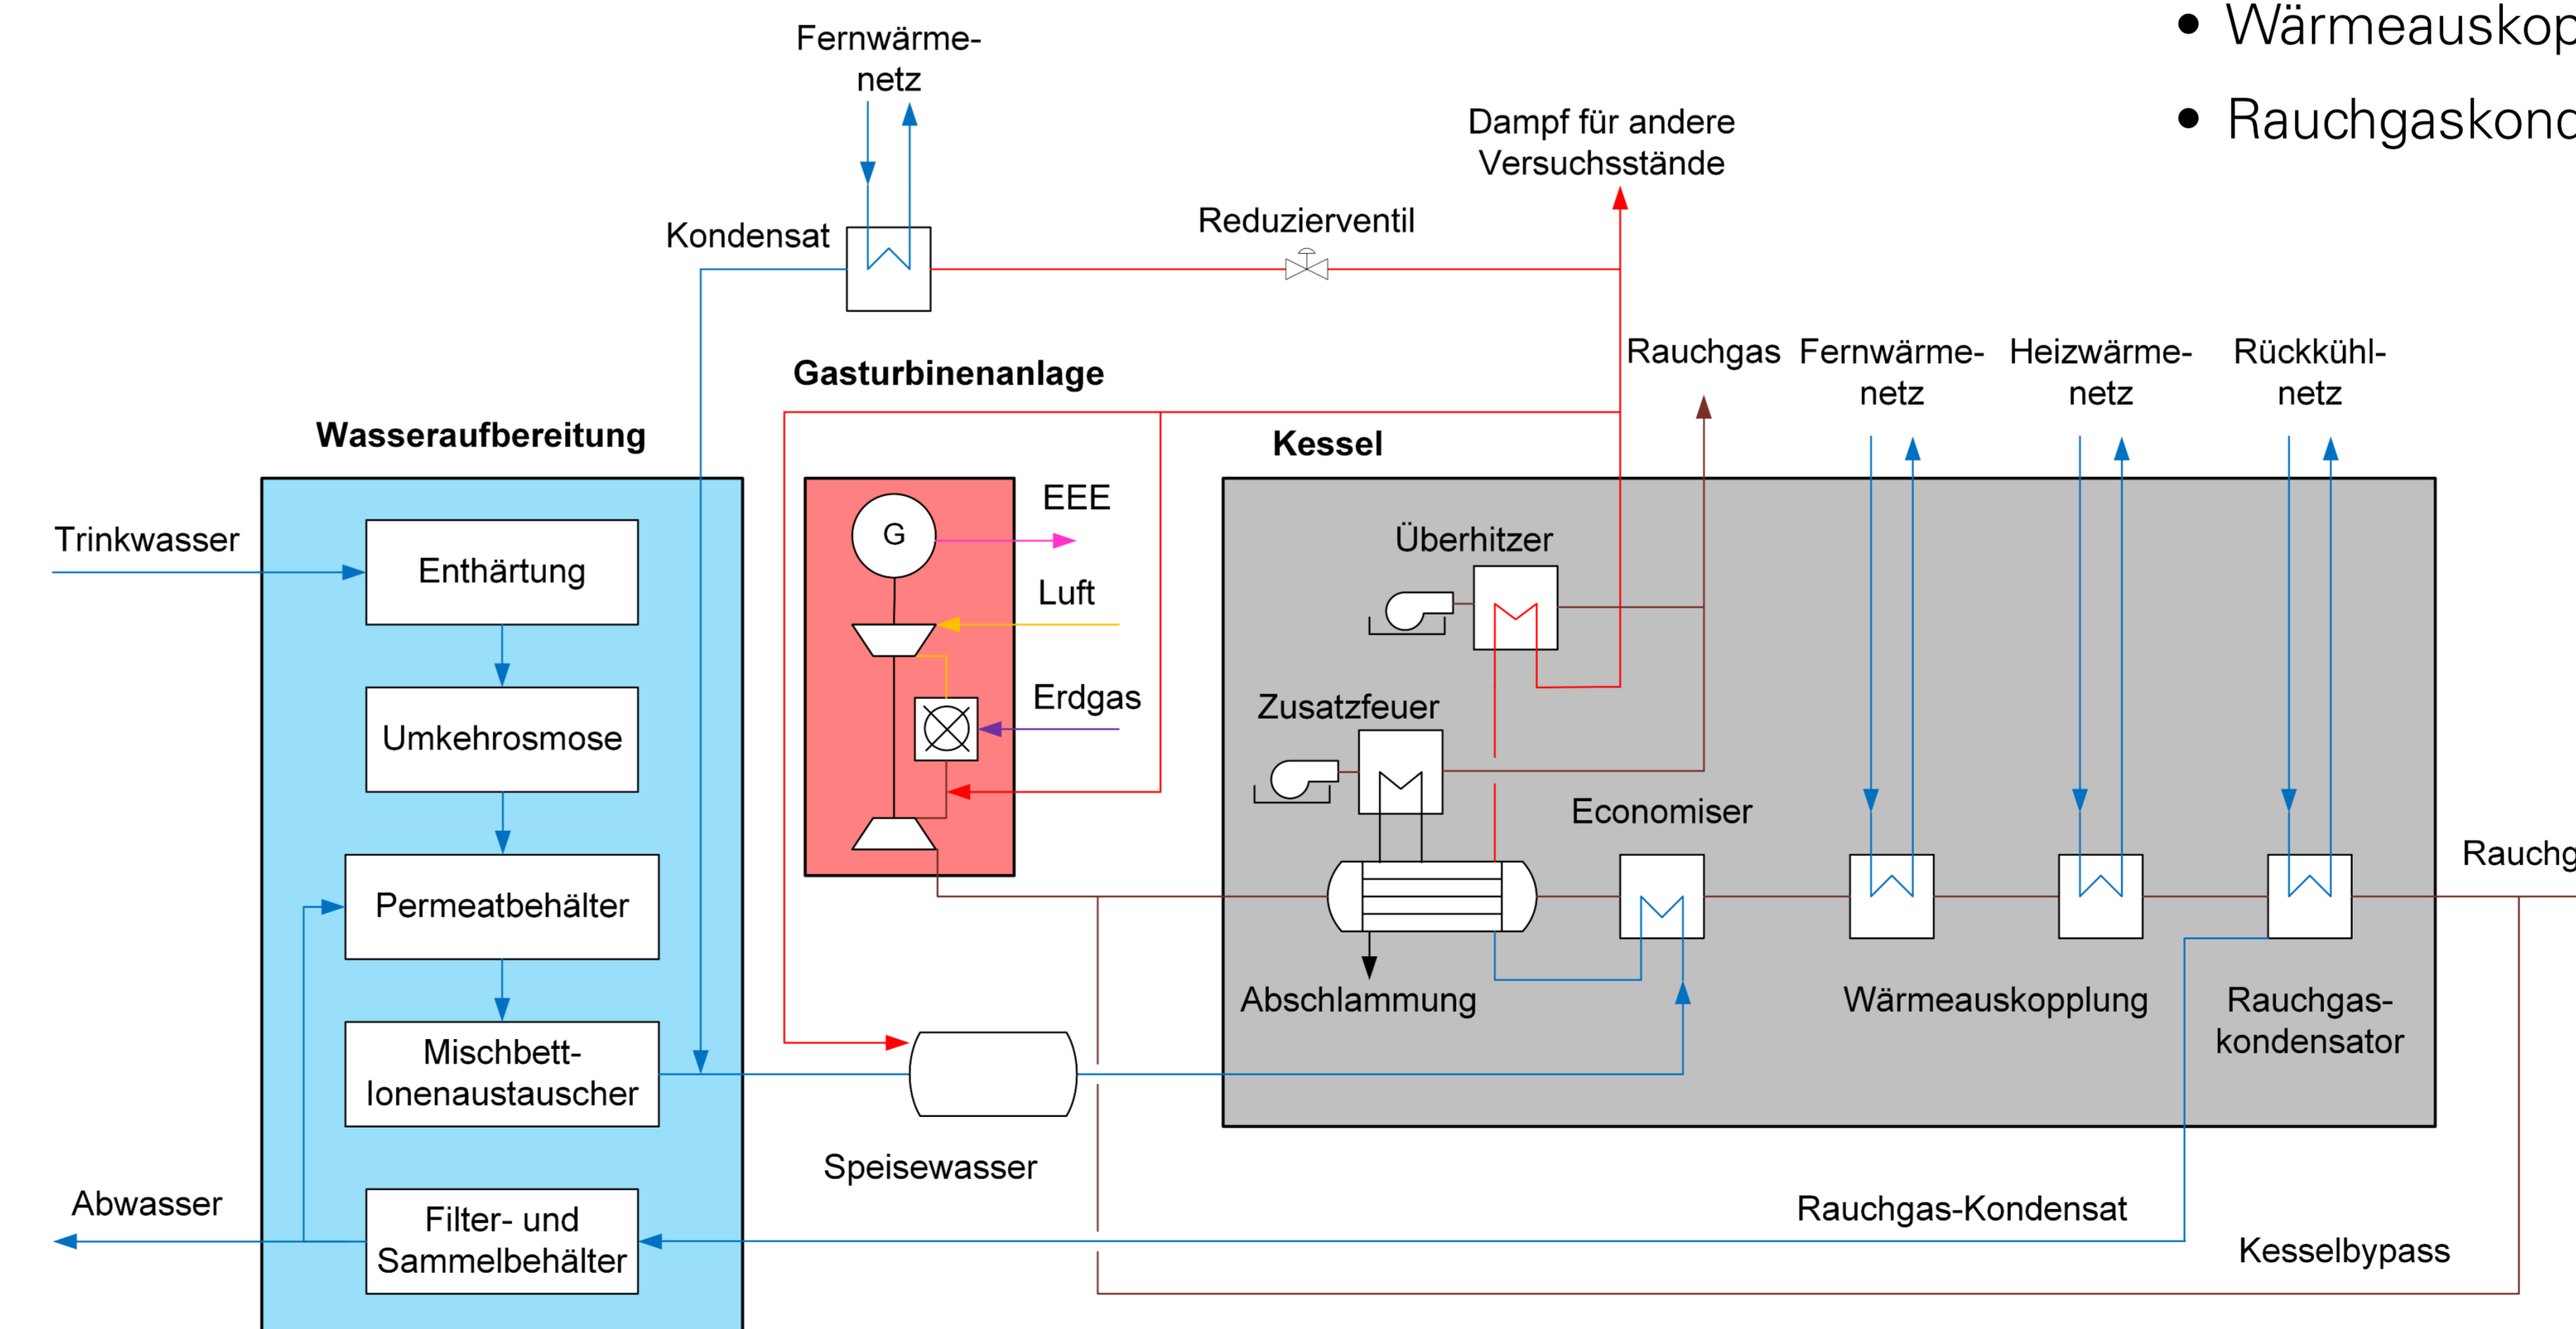 • Wärmeauskop
• Rauchgaskond
Fernwärme-
netz
Dampf für andere
Versuchsstände
Kondensat
Reduzierventil
Rauchgas
Fernwärme-
netz
Heizwärme-
netz
Rückkühl-
netz
Gasturbinenanlage
Wasseraufbereitung
Kessel
Trinkwasser
Enthärtung
G
EEE
Luft
Erdgas
Überhitzer
Umkehrosmose
Zusatzfeuer
Economiser
Permeatbehälter
Rauchg
Abschlammung
Wärmeauskopplung
Rauchgas-
kondensator
Mischbett-
Ionenaustauscher
Speisewasser
Abwasser
Filter- und
Sammelbehälter
Rauchgas-Kondensat
Kesselbypass